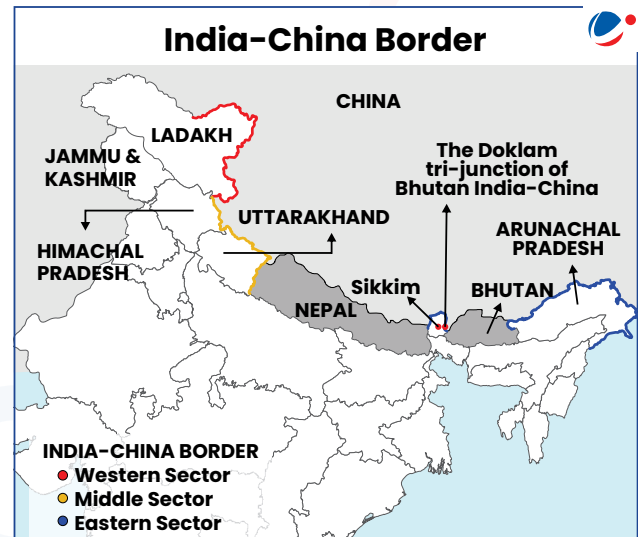 India-China Border
CHINA
LADAKH
JAMMU &
KASHMIR
The Doklam
tri-junction of
Bhutan India-China
UTTARAKHAND
HIMACHAL
PRADESH
ARUNACHAL
PRADESH
Sikkim
BHUTAN
NEPAL
INDIA-CHINA BORDER
Western Sector
Middle Sector
Eastern Sector